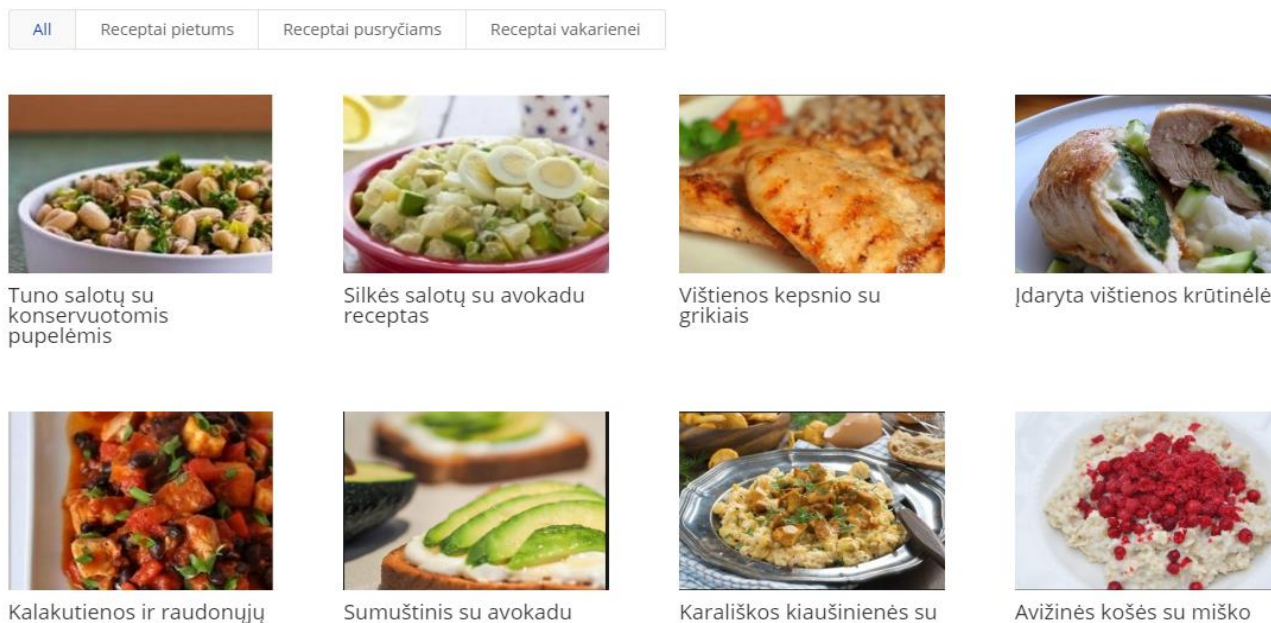 All
Receptai pietums
Receptai pusryčiams
Receptai vakarienei
Tuno salotų su
konservuotomis
pupelėmis
Silkės salotų su avokadu
receptas
Vištienos kepsnio su
grikiais
Įdaryta vištienos krūtinėlė
Kalakutienos ir raudonųjų
Sumuštinis su avokadu
Karališkos kiaušinienės su
Avižinės košės su miško